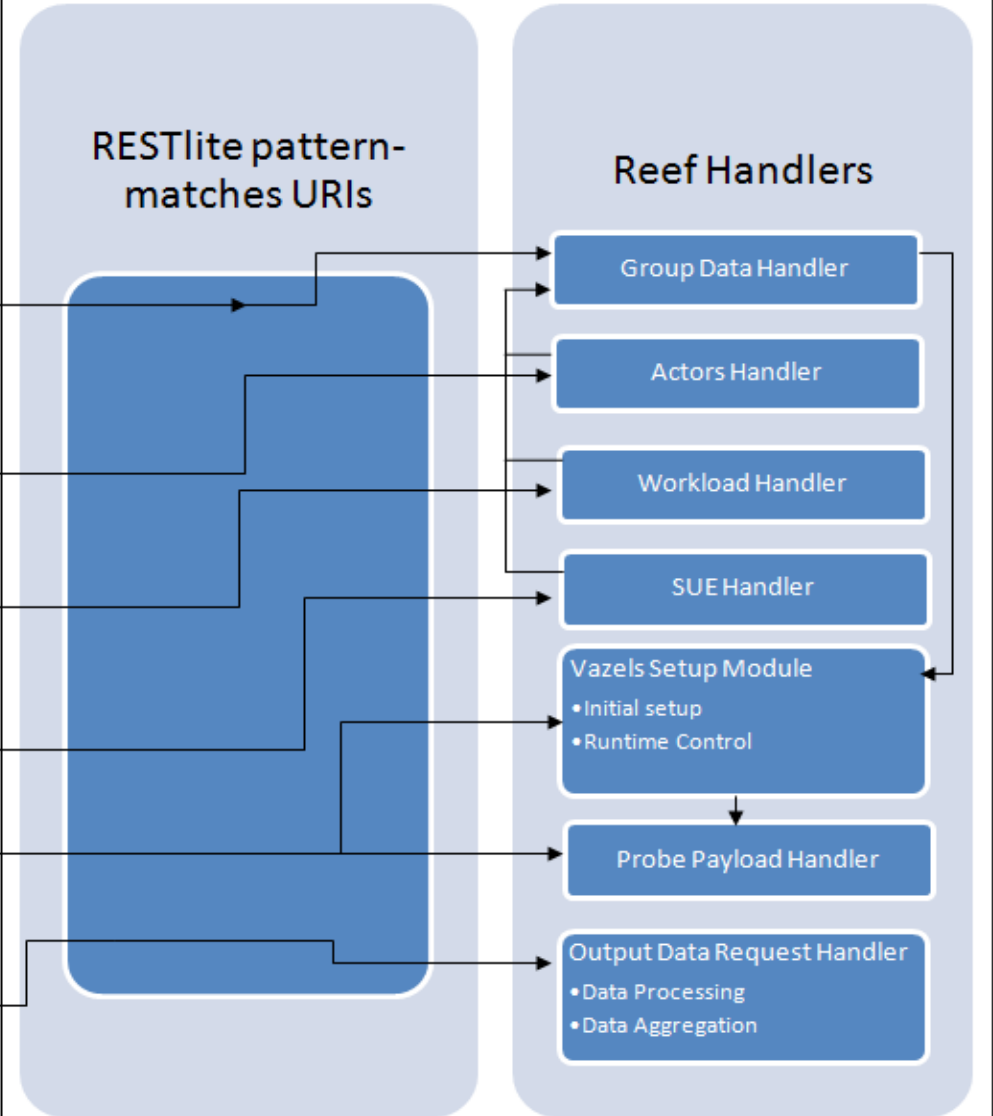 RESTlite pattern-
matches URIs
Reef Handlers
Group Data Handler
Actors Handler
Workload Handler
SUE Handler
Vazels Setup Module
•Initial setup
•Runtime Control
Probe Payload Handler
Output Data Request Handler
•Data Processing
•Data Aggregation